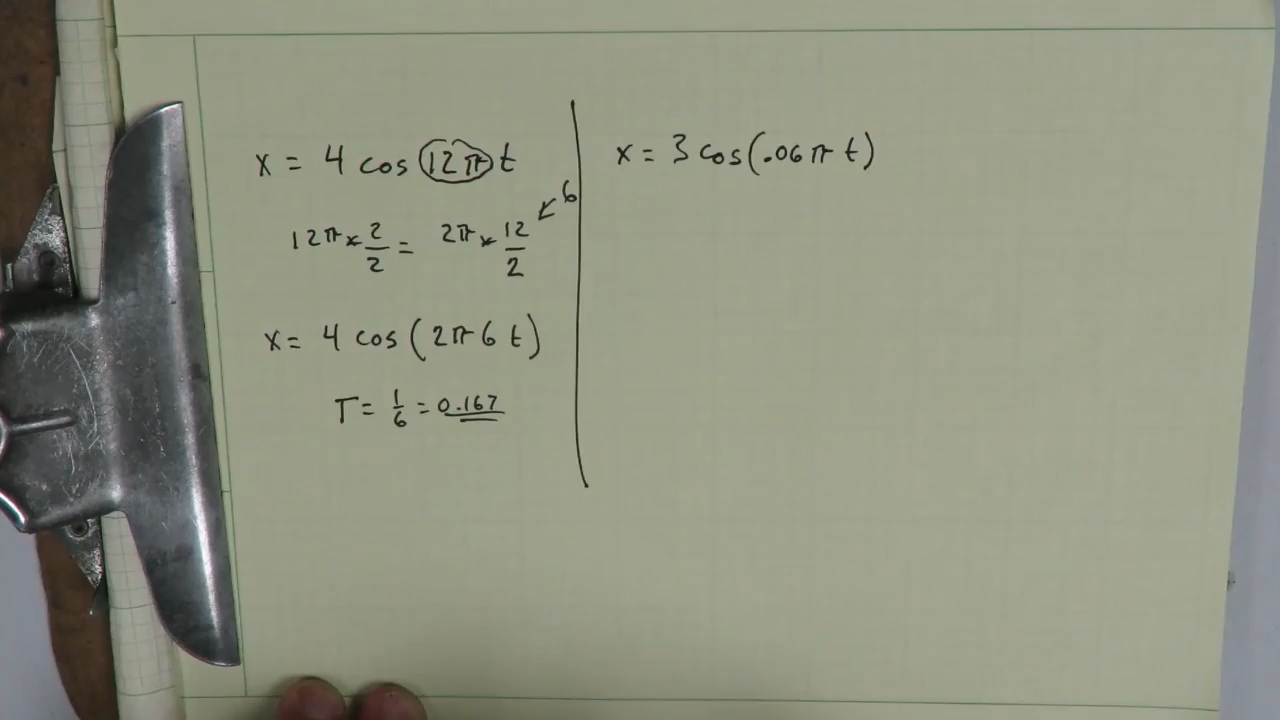 x = 4 cos 12π t
12π × 2/2 = 2π × 12/2 ↙ 6
x = 4 cos (2π 6 t)
T = 1/6 = 0.167
x = 3 cos(.06π t)